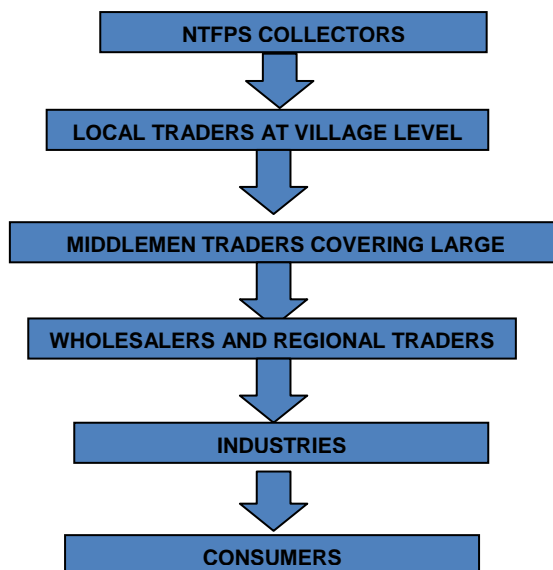 NTFPS COLLECTORS
LOCAL TRADERS AT VILLAGE LEVEL
MIDDLEMEN TRADERS COVERING LARGE
WHOLESALERS AND REGIONAL TRADERS
INDUSTRIES
CONSUMERS